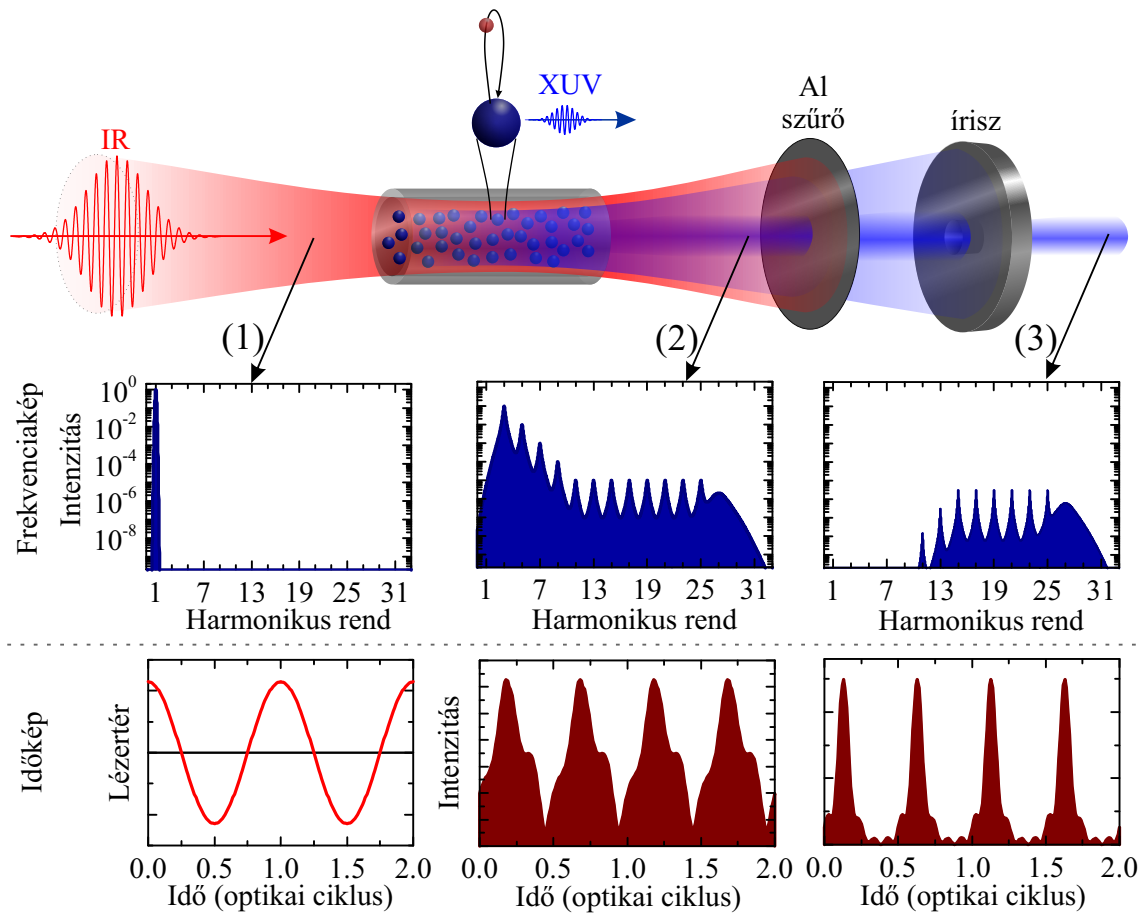 XUV
IR
Al
szűrő
írisz
(1)
(2)
(3)
Frekvenciakép
Intenzitás
10⁰
10⁻²
10⁻⁴
10⁻⁶
10⁻⁸
1 7 13 19 25 31
Harmonikus rend
1 7 13 19 25 31
Harmonikus rend
1 7 13 19 25 31
Harmonikus rend
Időkép
Lézertér
0.0 0.5 1.0 1.5 2.0
Idő (optikai ciklus)
Intenzitás
0.0 0.5 1.0 1.5 2.0
Idő (optikai ciklus)
0.0 0.5 1.0 1.5 2.0
Idő (optikai ciklus)